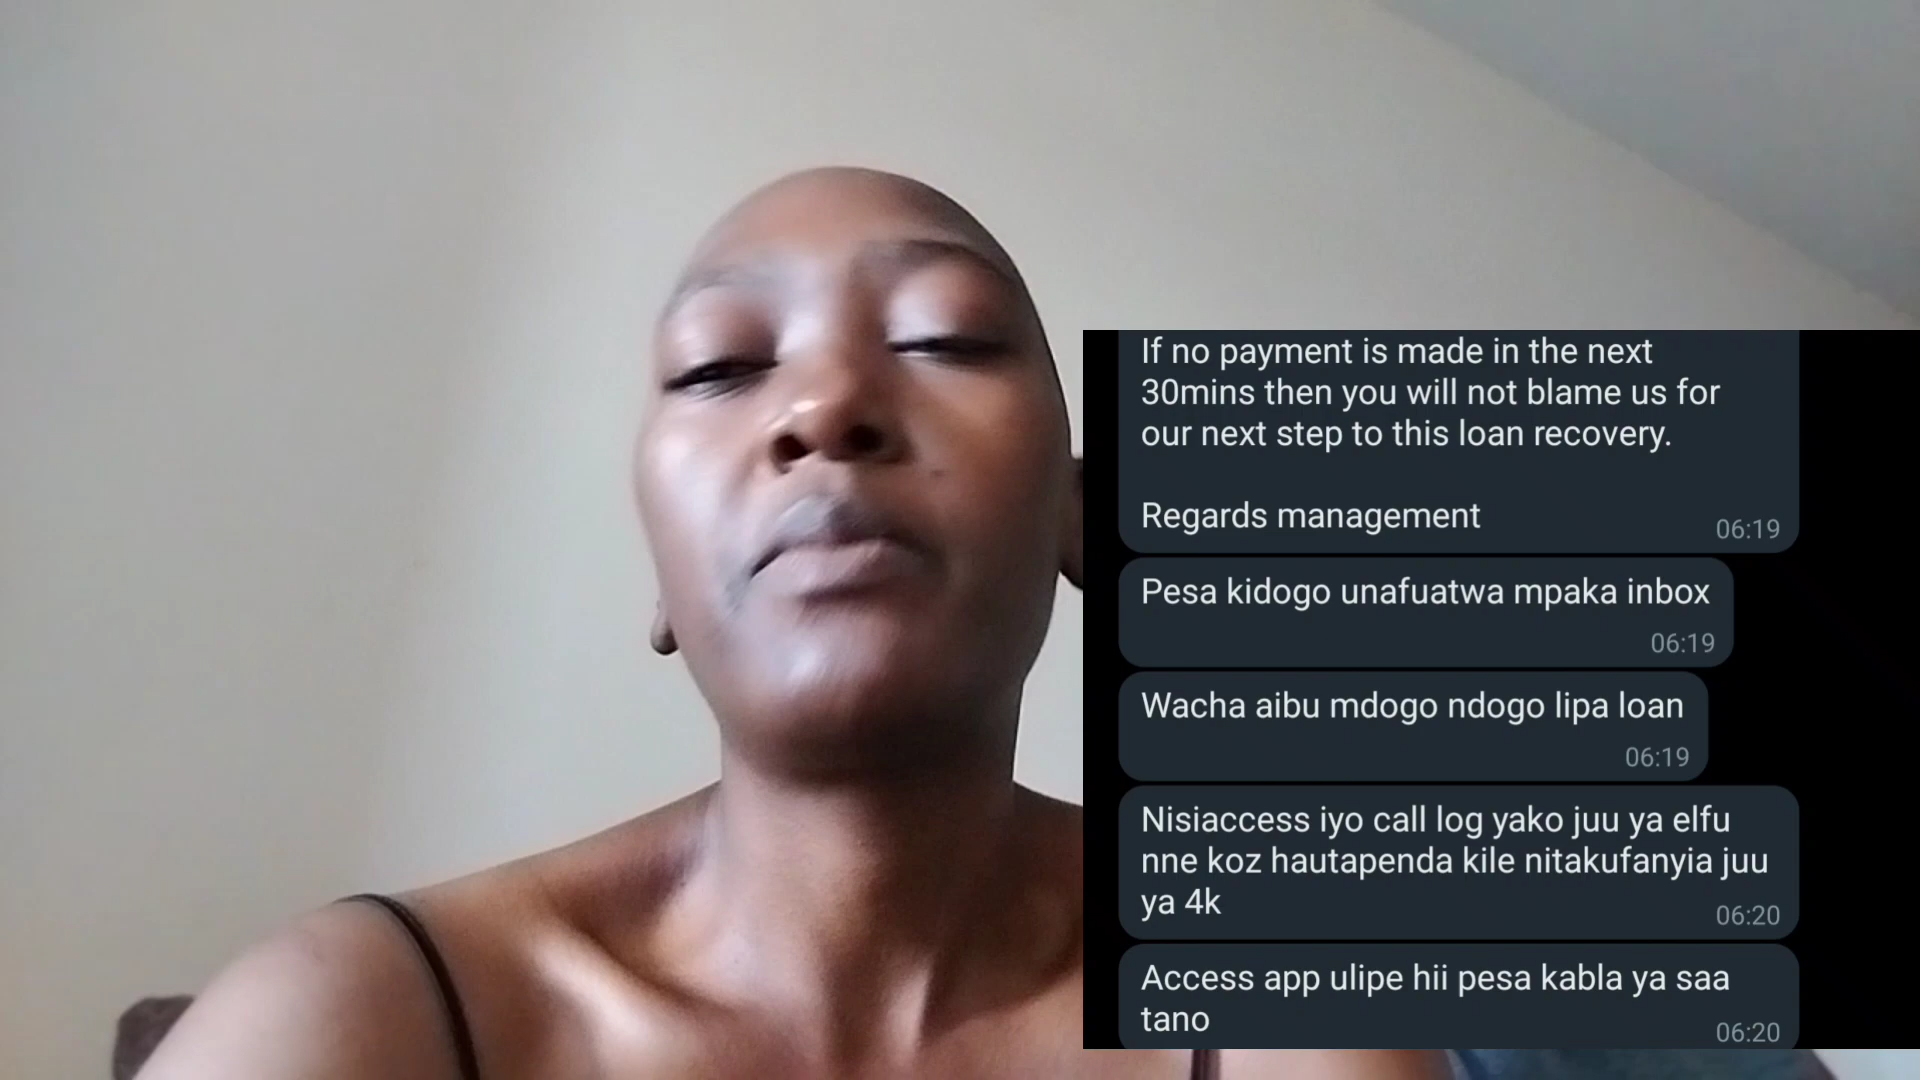 If no payment is made in the next
30mins then you will not blame us for
our next step to this loan recovery.
Regards management
06:19
Pesa kidogo unafuatwa mpaka inbox
06:19
Wacha aibu mdogo ndogo lipa loan
06:19
Nisiaccess iyo call log yako juu ya elfu
nne koz hautapenda kile nitakufanyia juu
ya 4k
06:20
Access app ulipe hii pesa kabla ya saa
tano
06:20